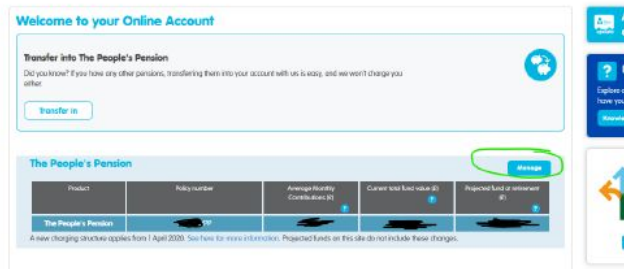 Welcome to your Online Account
Transfer into The People's Pension
Did you know? If you have any other pensions, transferring them into your account with us is easy, and we won't charge you
either.
Transfer in
The People's Pension
Manage
Product
Policy number
Average Monthly
Contributions (£)
Current total fund value (£)
Projected fund at retirement
(£)
?
?
?
The People's Pension
A new charging structure applies from 1 April 2020. See here for more information. Projected funds on this site do not include these changes.
?
Explore
have you